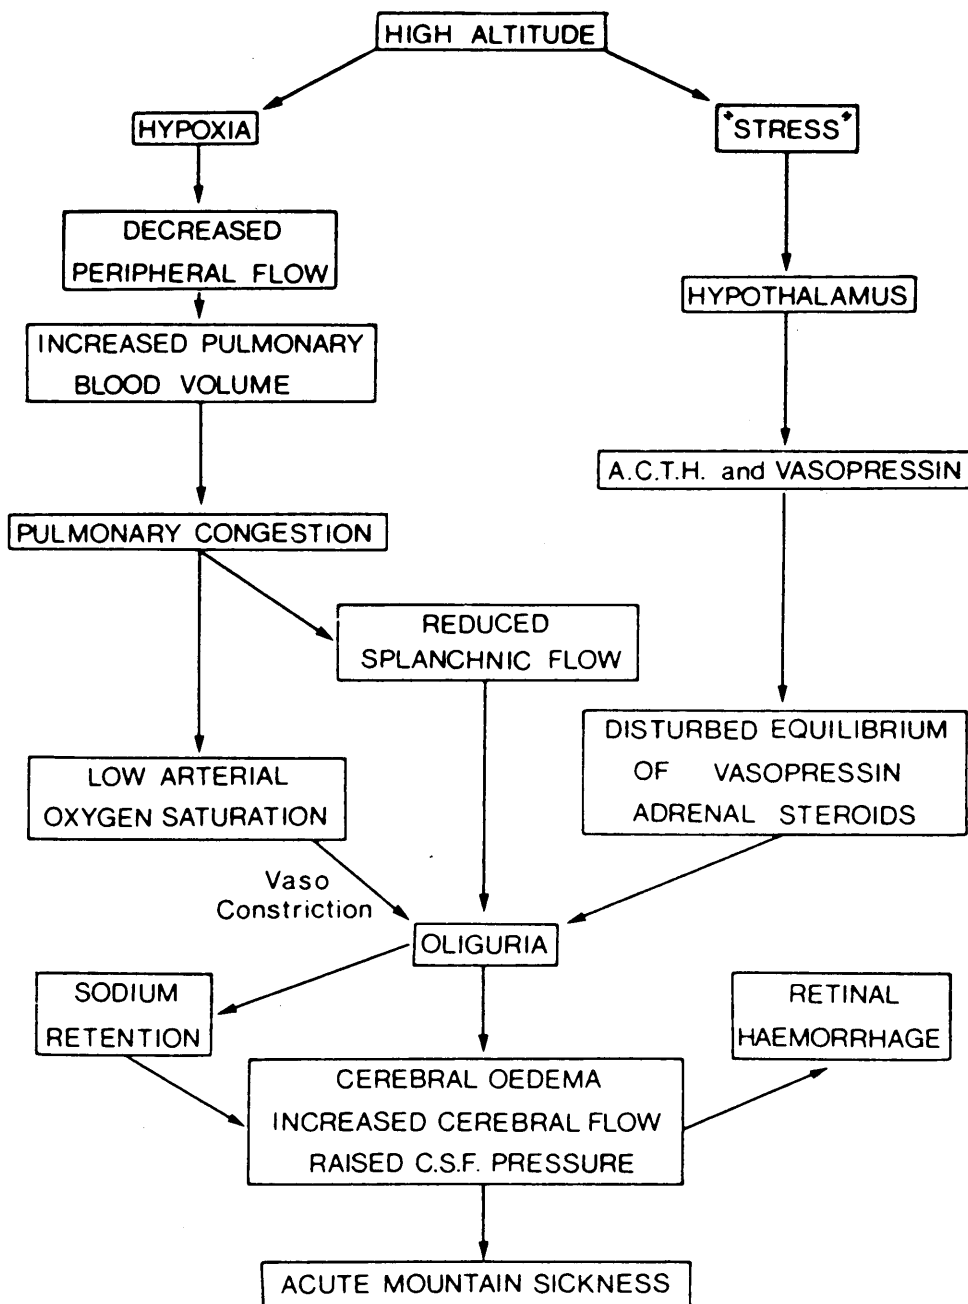 HIGH ALTITUDE
HYPOXIA
"STRESS"
DECREASED
PERIPHERAL FLOW
HYPOTHALAMUS
INCREASED PULMONARY
BLOOD VOLUME
A.C.T.H. and VASOPRESSIN
PULMONARY CONGESTION
REDUCED
SPLANCHNIC FLOW
DISTURBED EQUILIBRIUM
OF VASOPRESSIN
ADRENAL STEROIDS
LOW ARTERIAL
OXYGEN SATURATION
Vaso
Constriction
OLIGURIA
SODIUM
RETENTION
RETINAL
HAEMORRHAGE
CEREBRAL OEDEMA
INCREASED CEREBRAL FLOW
RAISED C.S.F. PRESSURE
ACUTE MOUNTAIN SICKNESS